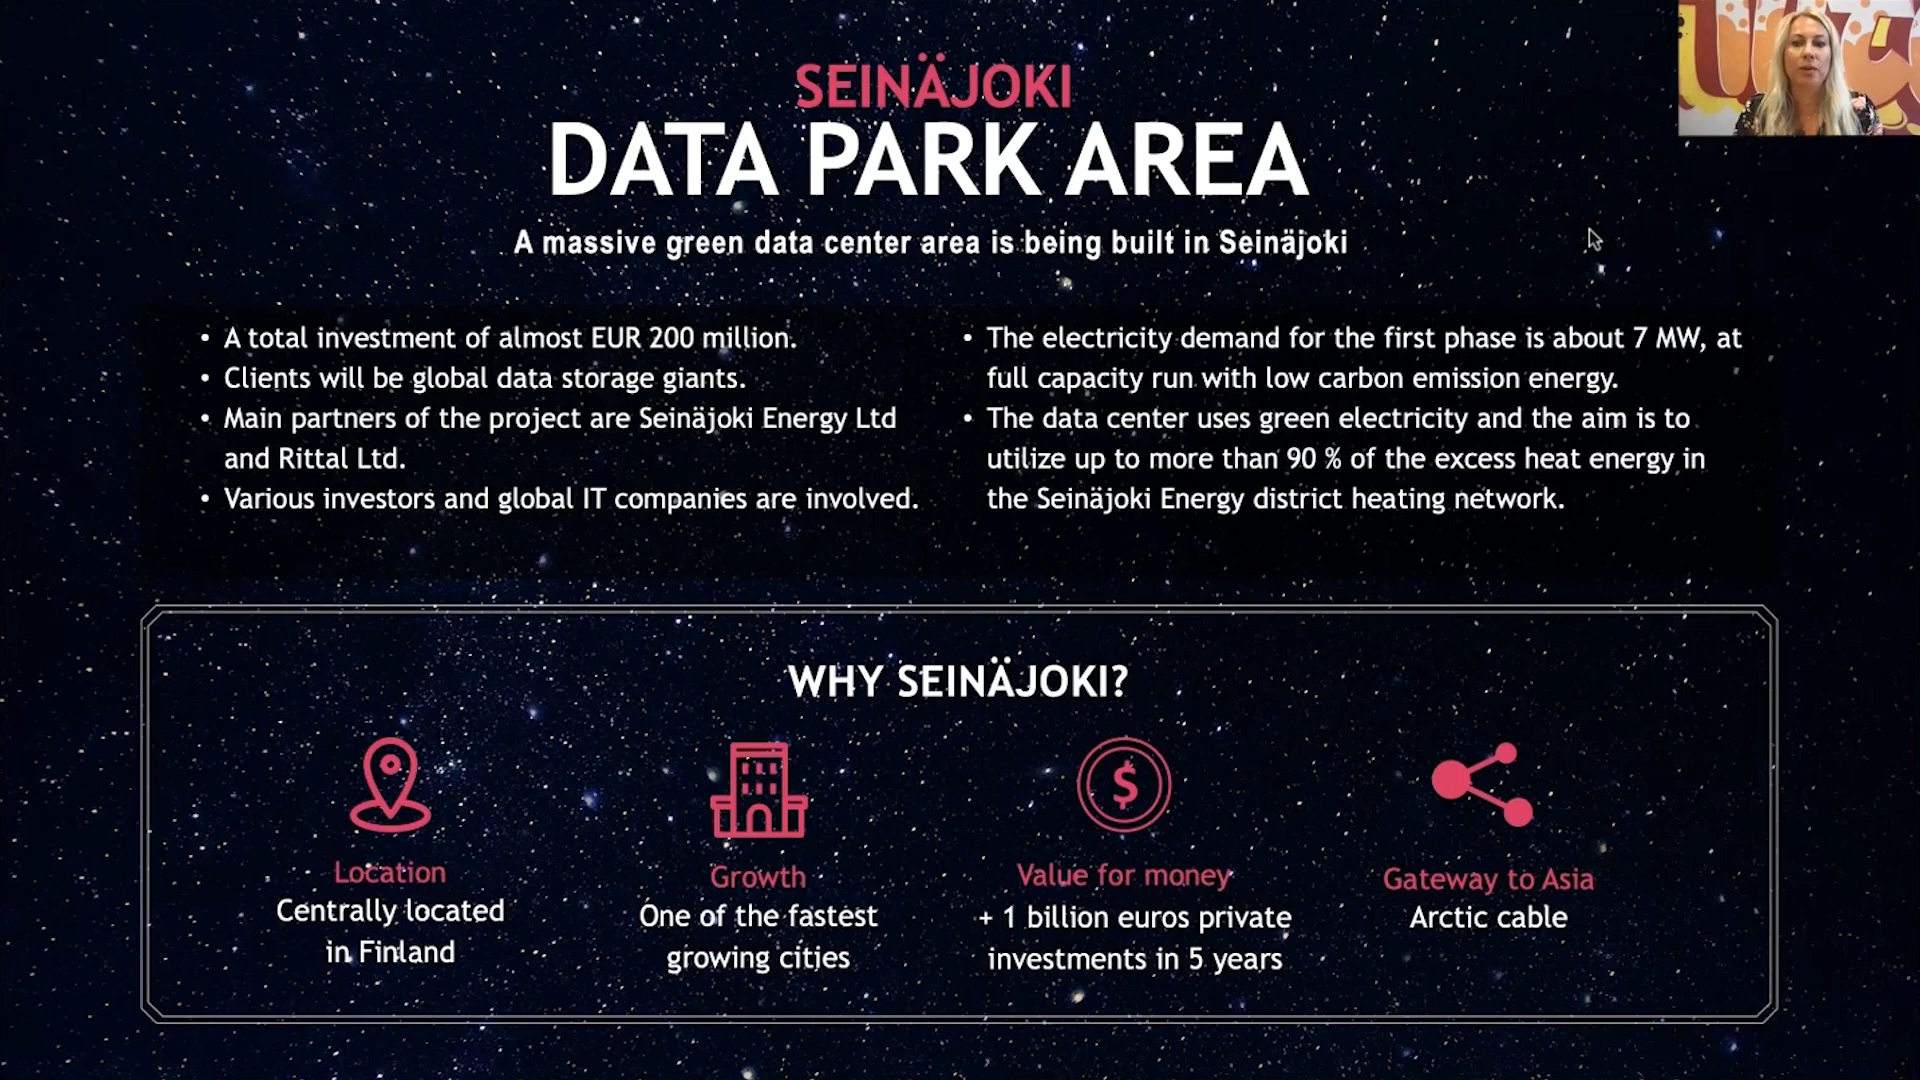 SEINÄJOKI
DATA PARK AREA
A massive green data center area is being built in Seinäjoki
• A total investment of almost EUR 200 million.
• Clients will be global data storage giants.
• Main partners of the project are Seinäjoki Energy Ltd
and Rittal Ltd.
• Various investors and global IT companies are involved.
• The electricity demand for the first phase is about 7 MW, at
full capacity run with low carbon emission energy.
• The data center uses green electricity and the aim is to
utilize up to more than 90 % of the excess heat energy in
the Seinäjoki Energy district heating network.
WHY SEINÄJOKI?
$
Location
Centrally located
in Finland
Growth
One of the fastest
growing cities
Value for money
+ 1 billion euros private
investments in 5 years
Gateway to Asia
Arctic cable